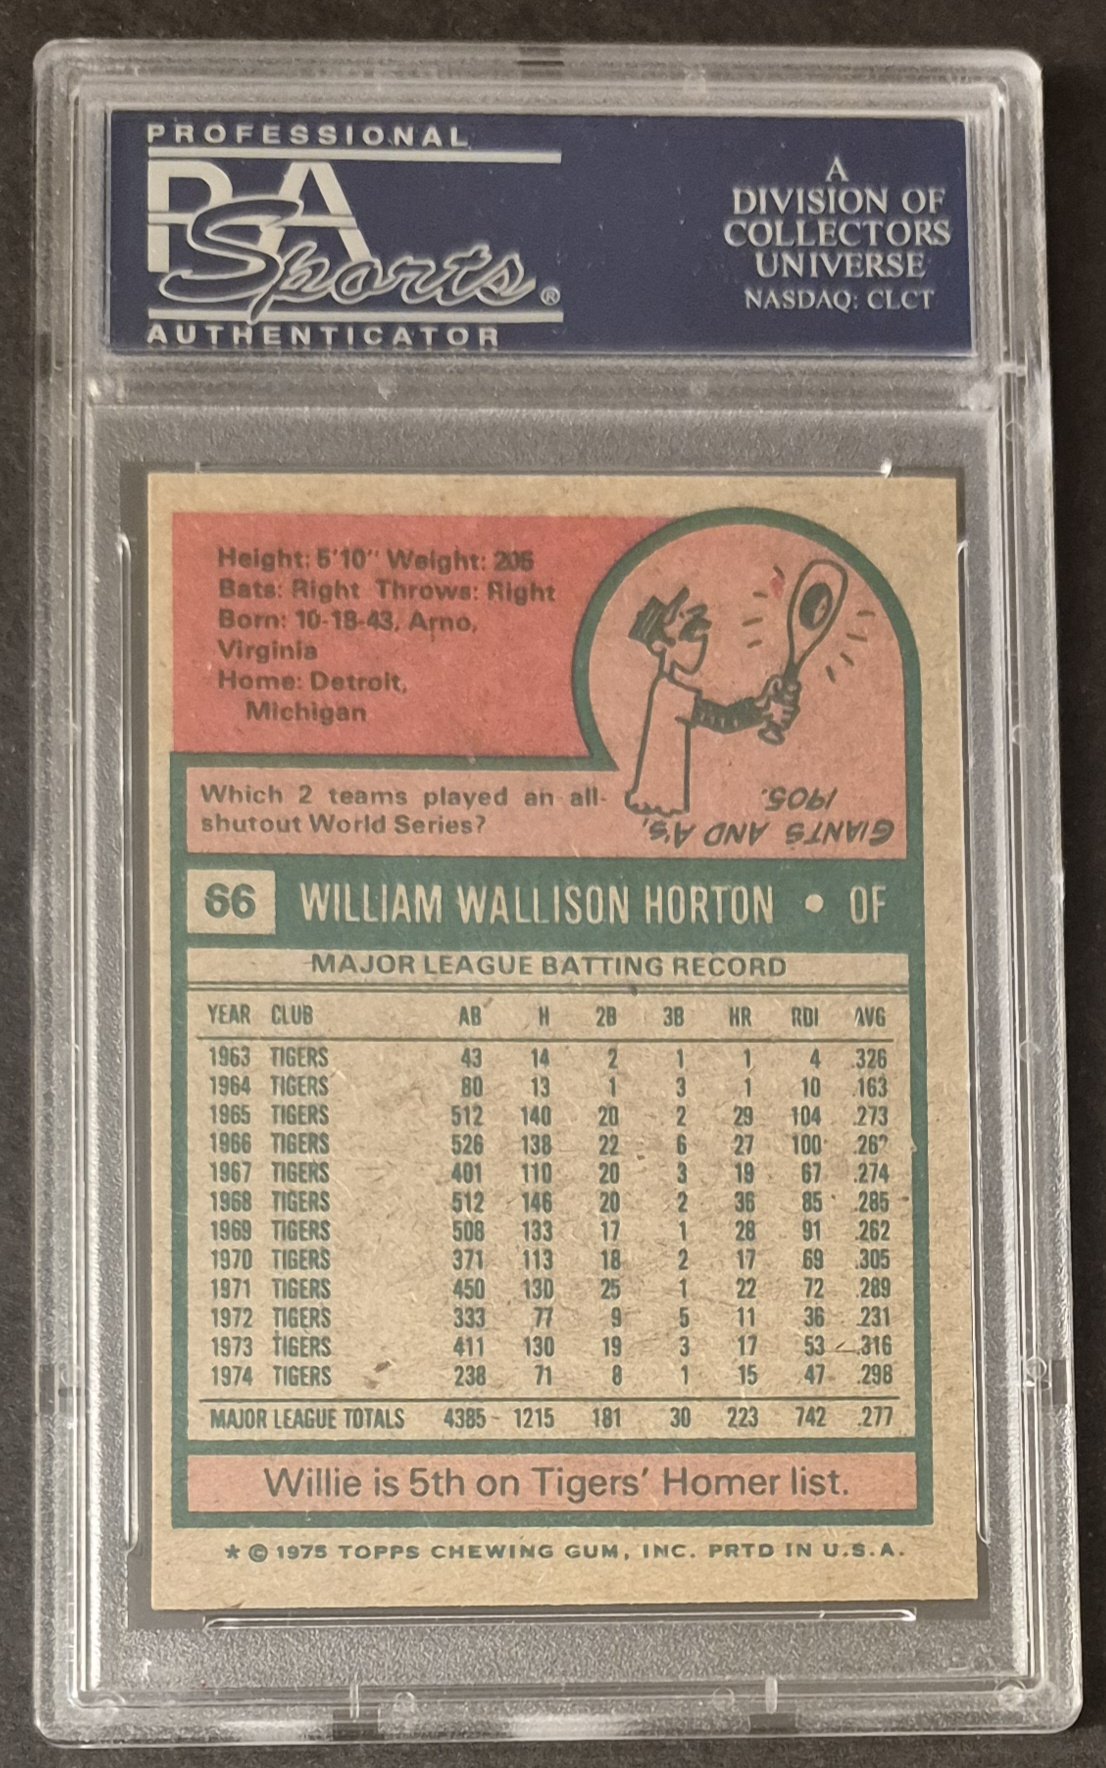 PROFESSIONAL
PSA
Sports®
AUTHENTICATOR
A
DIVISION OF
COLLECTORS
UNIVERSE
NASDAQ: CLCT
Height: 5'10" Weight: 205
Bats: Right Throws: Right
Born: 10-18-43, Arno,
Virginia
Home: Detroit,
Michigan
Which 2 teams played an all-
shutout World Series?
GIANTS AND A'S,
1905.
66 WILLIAM WALLISON HORTON • OF
MAJOR LEAGUE BATTING RECORD
YEAR CLUB AB H 2B 3B HR RBI AVG
1963 TIGERS 43 14 2 1 1 4 .326
1964 TIGERS 80 13 1 3 1 10 .163
1965 TIGERS 512 140 20 2 29 104 .273
1966 TIGERS 526 138 22 6 27 100 .262
1967 TIGERS 401 110 20 3 19 67 .274
1968 TIGERS 512 146 20 2 36 85 .285
1969 TIGERS 508 133 17 1 28 91 .262
1970 TIGERS 371 113 18 2 17 69 .305
1971 TIGERS 450 130 25 1 22 72 .289
1972 TIGERS 333 77 9 5 11 36 .231
1973 TIGERS 411 130 19 3 17 53 .316
1974 TIGERS 238 71 8 1 15 47 .298
MAJOR LEAGUE TOTALS 4385 1215 181 30 223 742 .277
Willie is 5th on Tigers' Homer list.
* © 1975 TOPPS CHEWING GUM, INC. PRTD IN U.S.A.